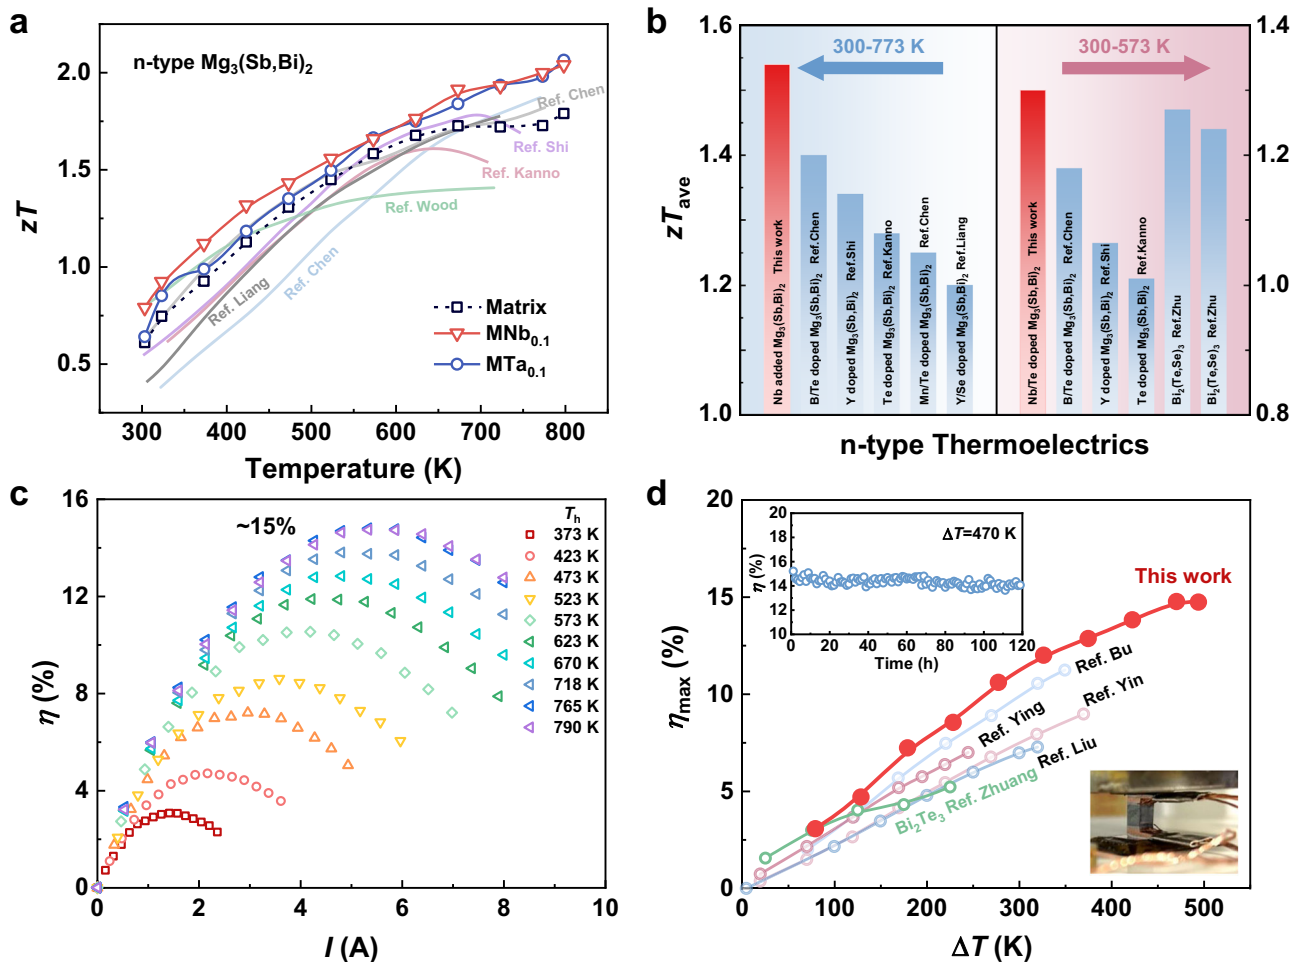 a
n-type Mg₃(Sb,Bi)₂
zT
2.0
1.5
1.0
0.5
Ref. Chen
Ref. Shi
Ref. Kanno
Ref. Wood
Ref. Chen
Ref. Liang
Matrix
MNb₀.₁
MTa₀.₁
300 400 500 600 700 800
Temperature (K)
b
zT_ave
1.6
1.4
1.2
1.0
300-773 K
300-573 K
1.4
1.2
1.0
0.8
Nb added Mg₃(Sb,Bi)₂ This work
B/Te doped Mg₃(Sb,Bi)₂ Ref.Chen
Y doped Mg₃(Sb,Bi)₂ Ref.Shi
Te doped Mg₃(Sb,Bi)₂ Ref.Kanno
Mn/Te doped Mg₃(Sb,Bi)₂ Ref.Chen
Y/Se doped Mg₃(Sb,Bi)₂ Ref.Liang
Nb/Te doped Mg₃(Sb,Bi)₂ This work
B/Te doped Mg₃(Sb,Bi)₂ Ref.Chen
Y doped Mg₃(Sb,Bi)₂ Ref.Shi
Te doped Mg₃(Sb,Bi)₂ Ref.Kanno
Bi₂(Te,Se)₃ Ref.Zhu
Bi₂(Te,Se)₃ Ref.Zhu
n-type Thermoelectrics
c
η (%)
16
12
8
4
0
~15%
T_h
373 K
423 K
473 K
523 K
573 K
623 K
670 K
718 K
765 K
790 K
0 2 4 6 8 10
I (A)
d
η_max (%)
20
15
10
5
0
η (%)
20
18
16
14
12
10
ΔT=470 K
0 20 40 60 80 100 120
Time (h)
This work
Ref. Bu
Ref. Yin
Ref. Ying
Ref. Liu
Bi₂Te₃ Ref. Zhuang
0 100 200 300 400 500
ΔT (K)